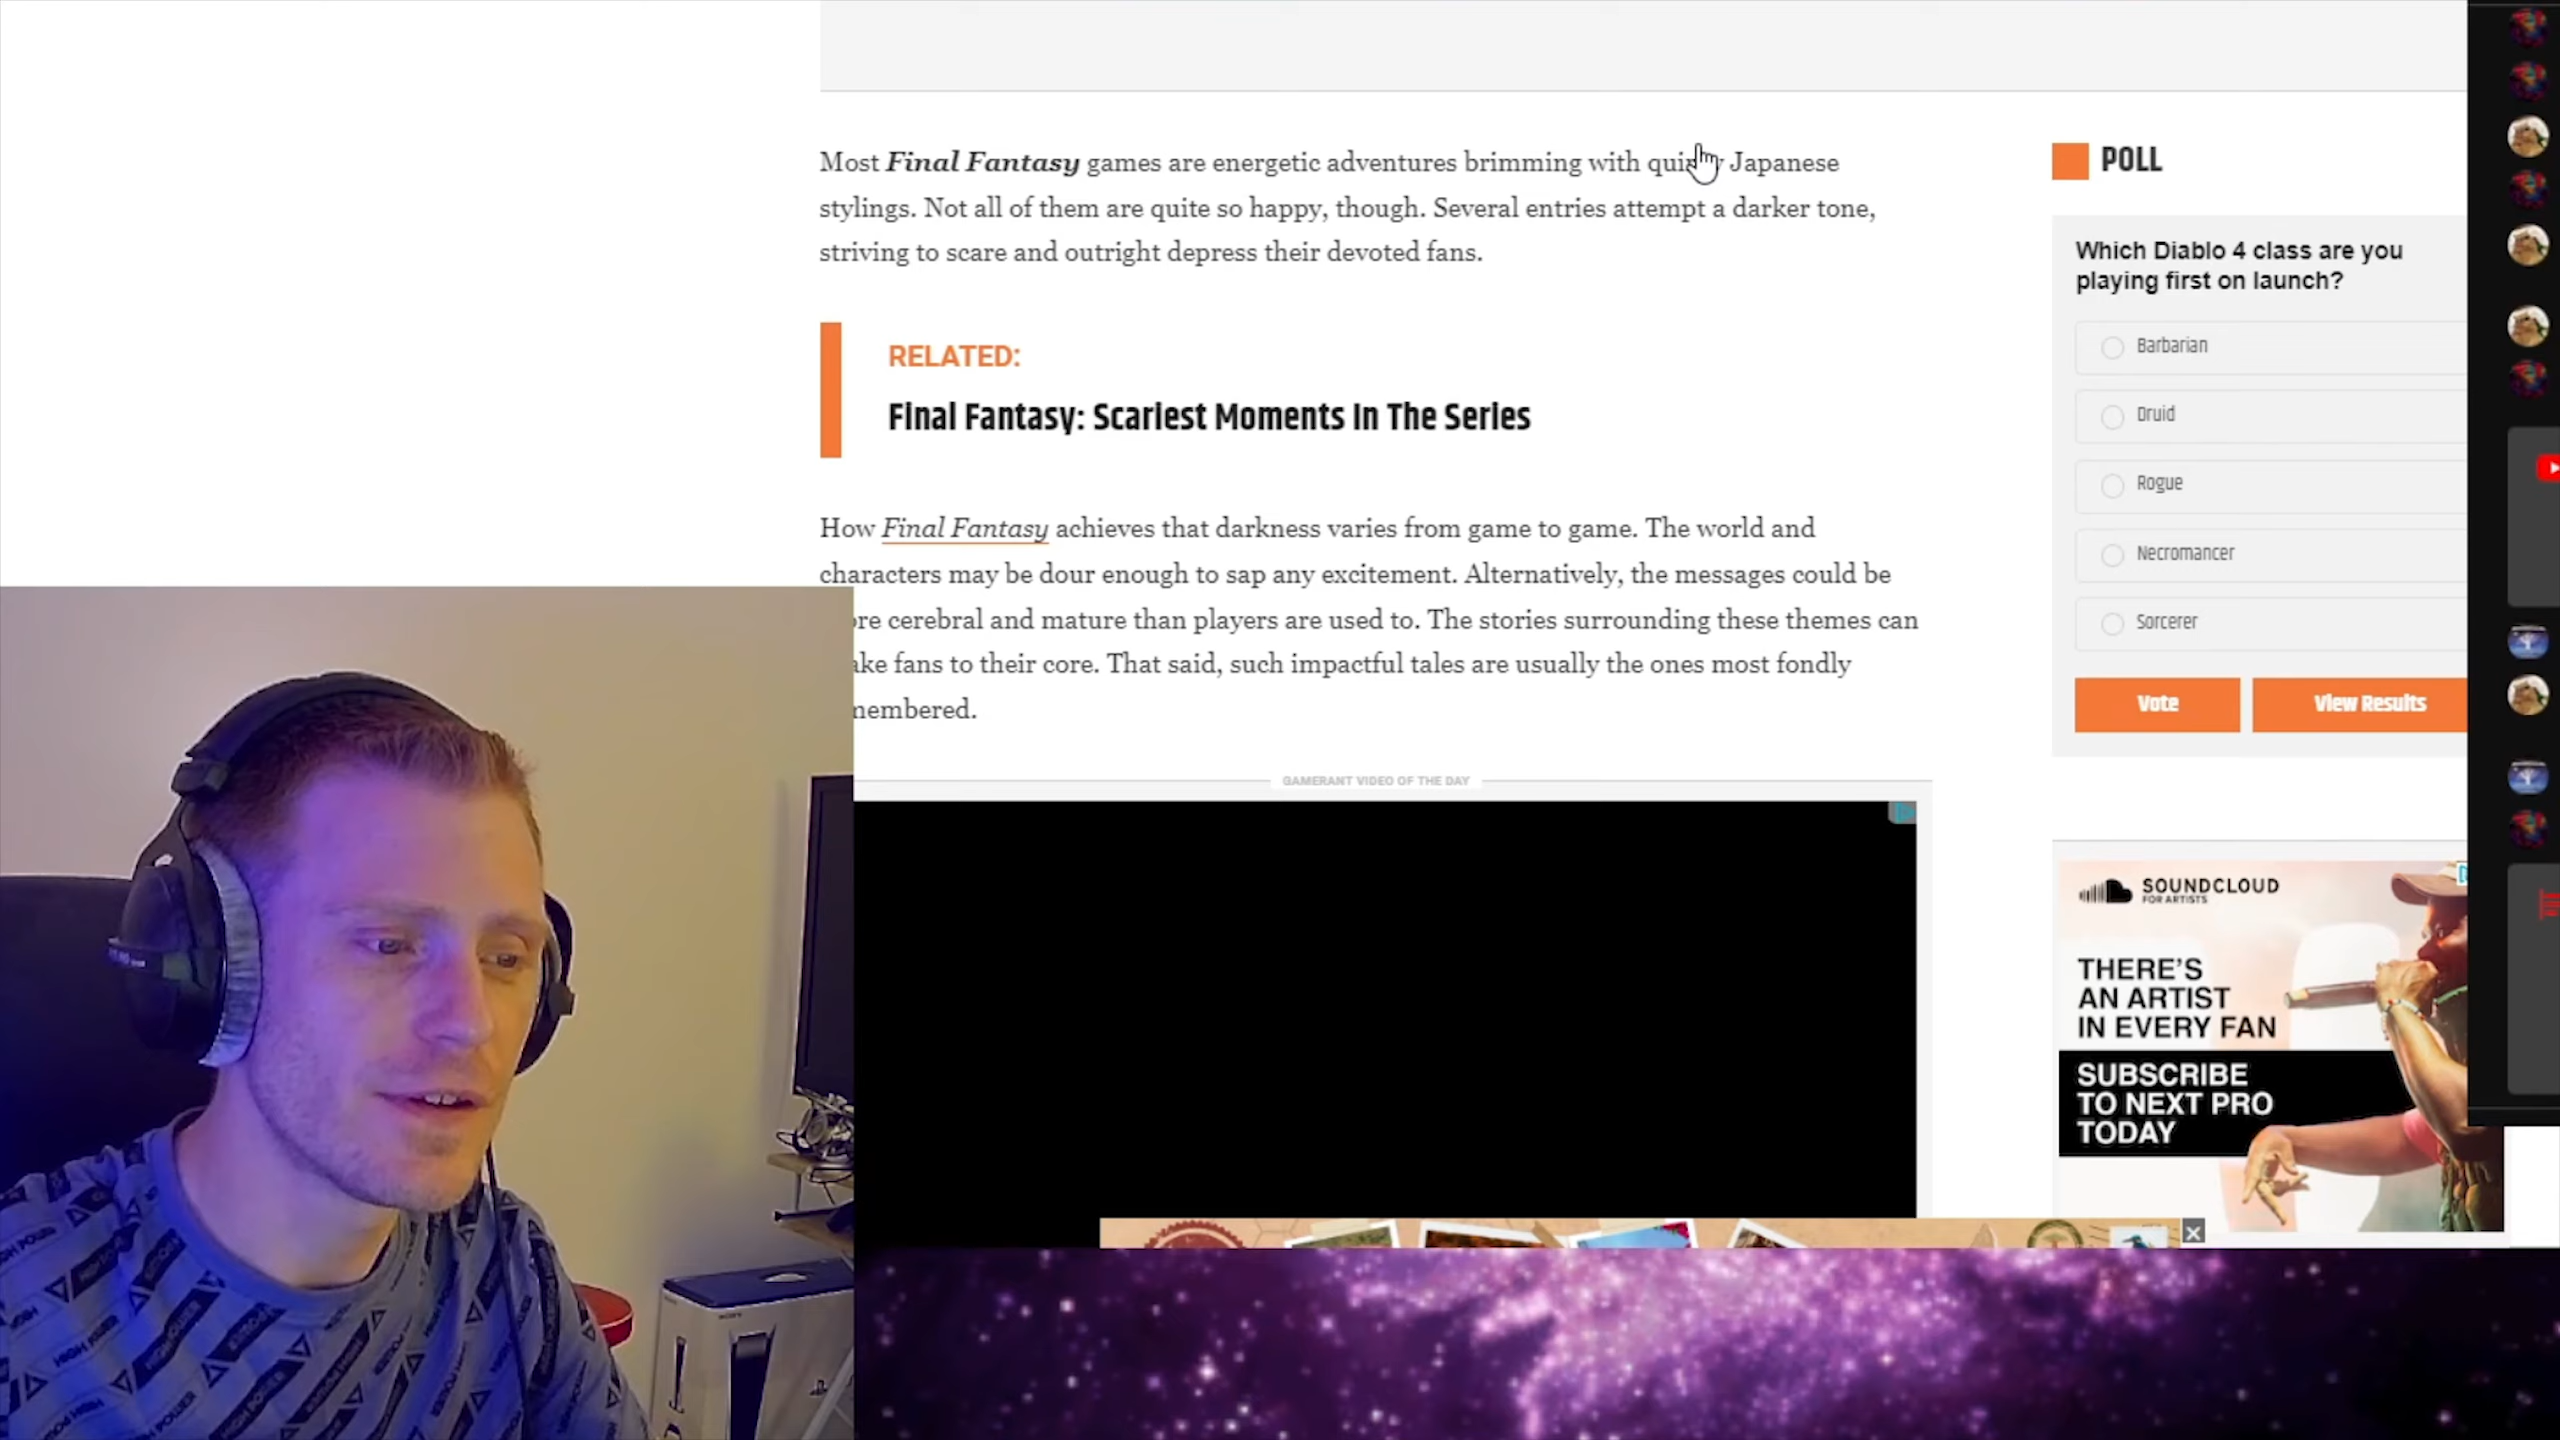 Most Final Fantasy games are energetic adventures brimming with Japanese
stylings. Not all of them are quite so happy, though. Several entries attempt a darker tone,
striving to scare and outright depress their devoted fans.
RELATED:
Final Fantasy: Scariest Moments In The Series
How Final Fantasy achieves that darkness varies from game to game. The world and
characters may be dour enough to sap any excitement. Alternatively, the messages could be
cerebral and mature than players are used to. The stories surrounding these themes can
fans to their core. That said, such impactful tales are usually the ones most fondly
membered.
GAMERANT VIDEO OF THE DAY
POLL
Which Diablo 4 class are you
playing first on launch?
Barbarian
Druid
Rogue
Necromancer
Sorcerer
Vote
View Results
SOUNDCLOUD
FOR ARTISTS
THERE'S
AN ARTIST
IN EVERY FAN
SUBSCRIBE
TO NEXT PRO
TODAY